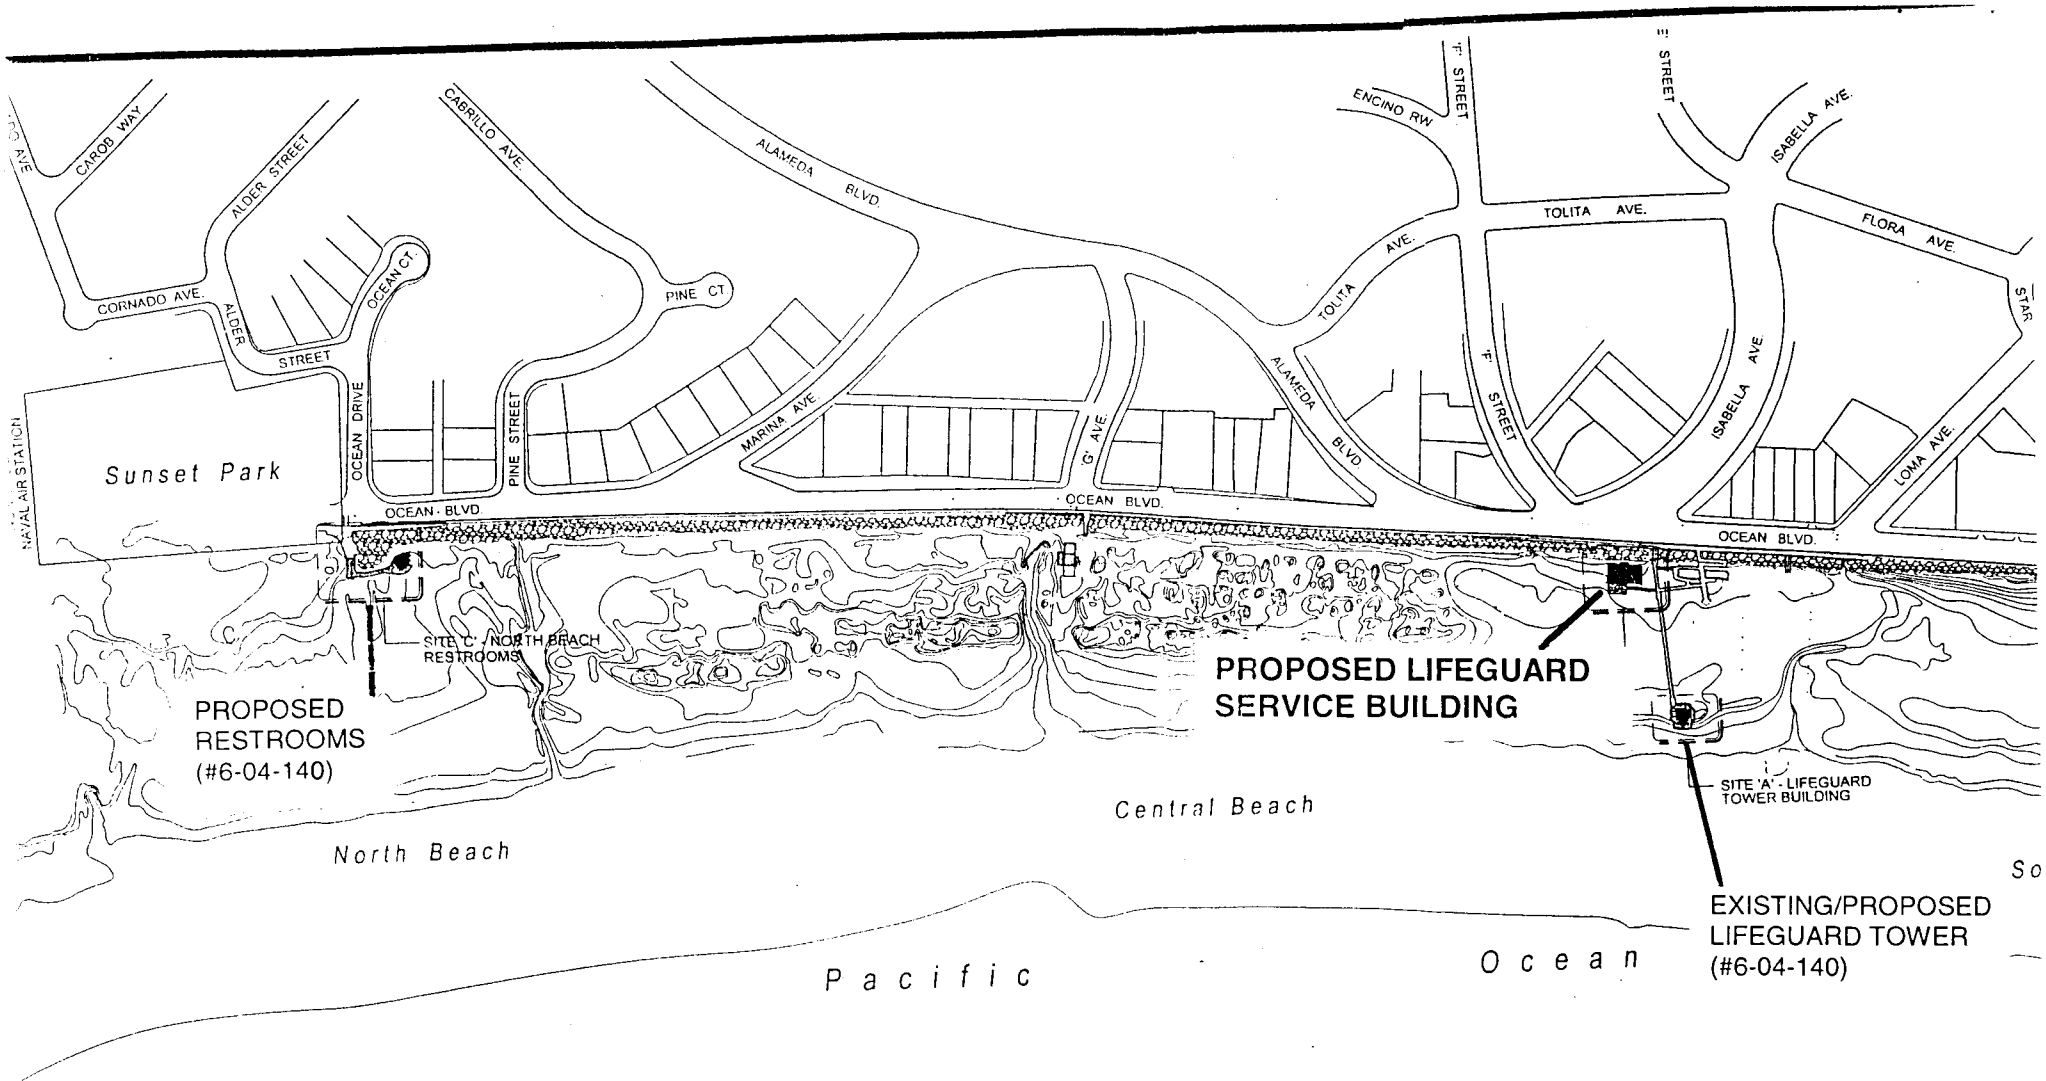 CAROB WAY
ALDER STREET
CABRILLO AVE.
ALAMEDA BLVD.
ENCINO RW
'F' STREET
STREET
ISABELLA AVE.
TOLITA AVE.
FLORA AVE.
TOLITA AVE.
OCEAN CT.
PINE CT.
CORNADO AVE.
ALDER
STREET
STAR
OCEAN DRIVE
PINE STREET
MARINA AVE.
'G' AVE.
ALAMEDA BLVD.
'F' STREET
ISABELLA AVE.
LOMA AVE.
NAVAL AIR STATION
Sunset Park
OCEAN BLVD.
OCEAN BLVD.
OCEAN BLVD.
SITE 'C' - NORTH BEACH
RESTROOMS
PROPOSED
RESTROOMS
(#6-04-140)
PROPOSED LIFEGUARD
SERVICE BUILDING
SITE 'A' - LIFEGUARD
TOWER BUILDING
Central Beach
North Beach
So
EXISTING/PROPOSED
LIFEGUARD TOWER
(#6-04-140)
Pacific Ocean